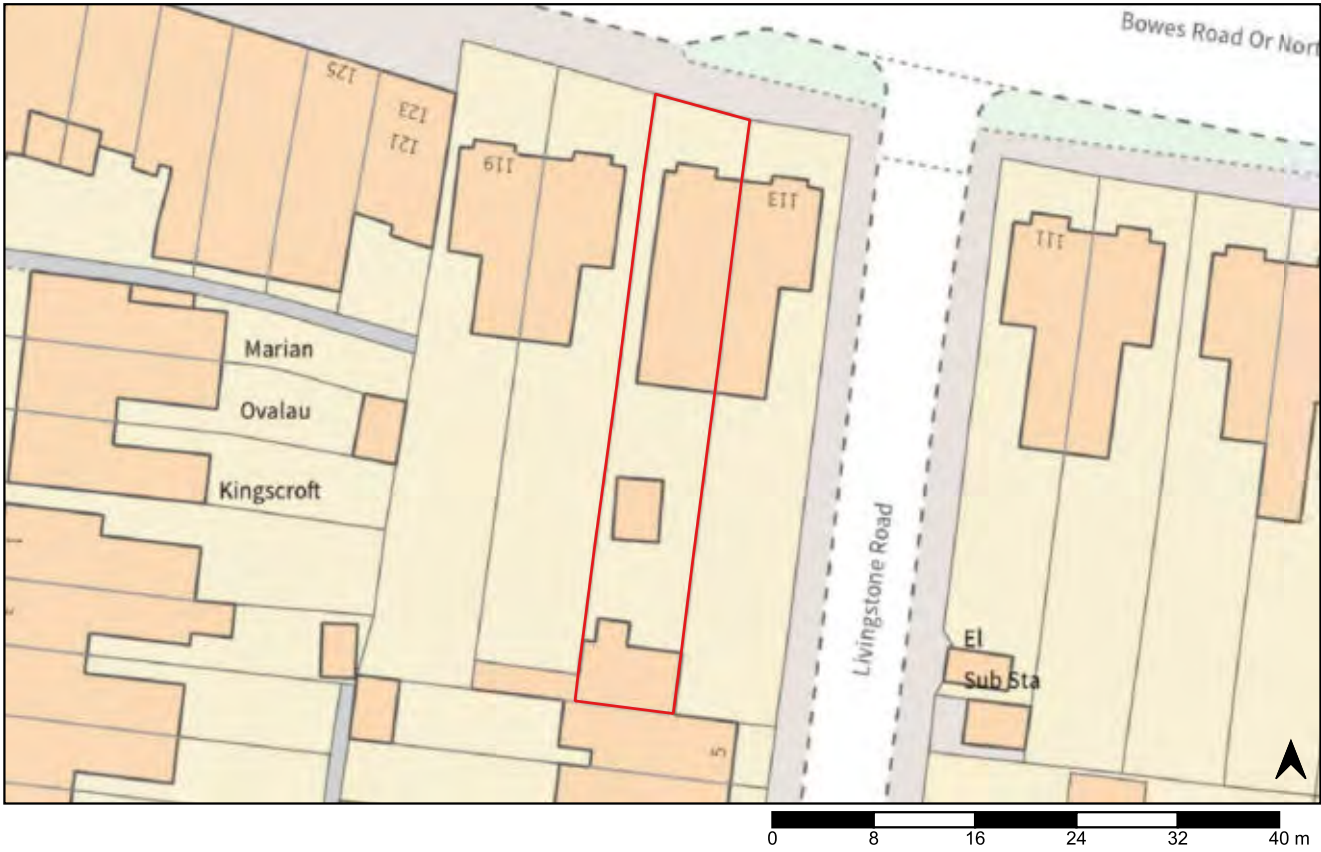 Bowes Road Or Nort
125
123
121
119
113
111
Marian
Ovalau
Kingscroft
Livingstone Road
El
Sub Sta
5
0 8 16 24 32 40 m